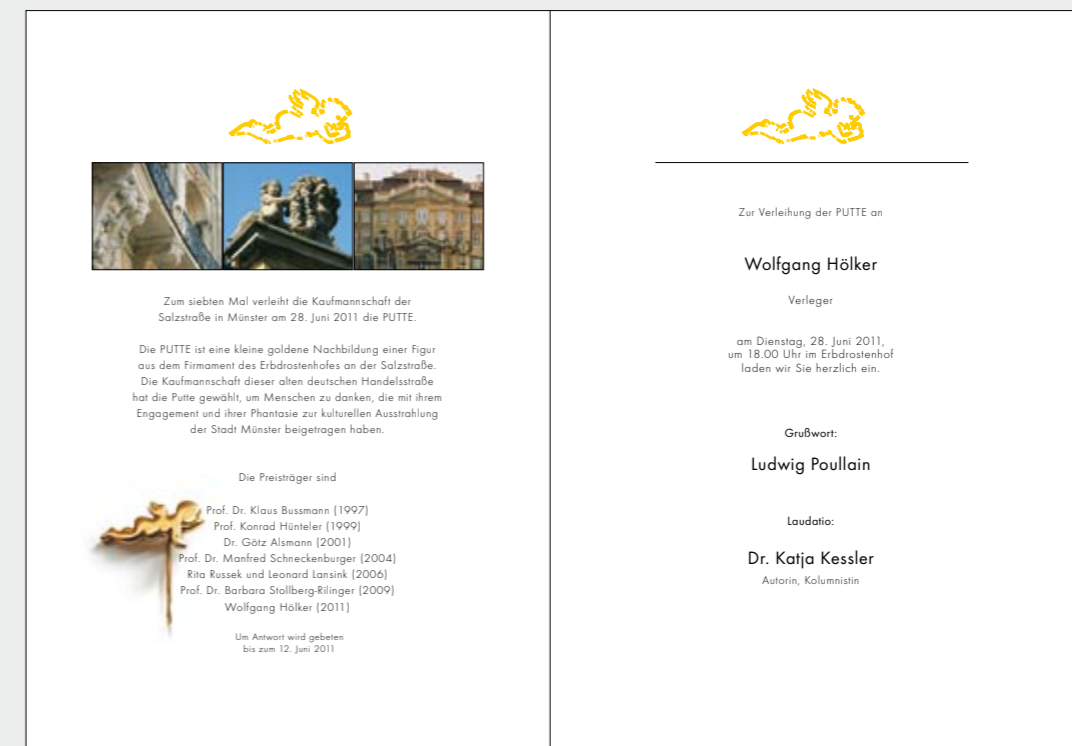 Zum siebten Mal verleiht die Kaufmannschaft der
Salzstraße in Münster am 28. Juni 2011 die PUTTE.
Die PUTTE ist eine kleine goldene Nachbildung einer Figur
aus dem Firmament des Erbdrostenhofes an der Salzstraße.
Die Kaufmannschaft dieser alten deutschen Handelsstraße
hat die Putte gewählt, um Menschen zu danken, die mit ihrem
Engagement und ihrer Phantasie zur kulturellen Ausstrahlung
der Stadt Münster beigetragen haben.
Die Preisträger sind
Prof. Dr. Klaus Bussmann (1997)
Prof. Konrad Hünteler (1999)
Dr. Götz Alsmann (2001)
Prof. Dr. Manfred Schneckenburger (2004)
Rita Russek und Leonard Lansink (2006)
Prof. Dr. Barbara Stollberg-Rilinger (2009)
Wolfgang Hölker (2011)
Um Antwort wird gebeten
bis zum 12. Juni 2011
Zur Verleihung der PUTTE an
Wolfgang Hölker
Verleger
am Dienstag, 28. Juni 2011,
um 18.00 Uhr im Erbdrostenhof
laden wir Sie herzlich ein.
Grußwort:
Ludwig Poullain
Laudatio:
Dr. Katja Kessler
Autorin, Kolumnistin